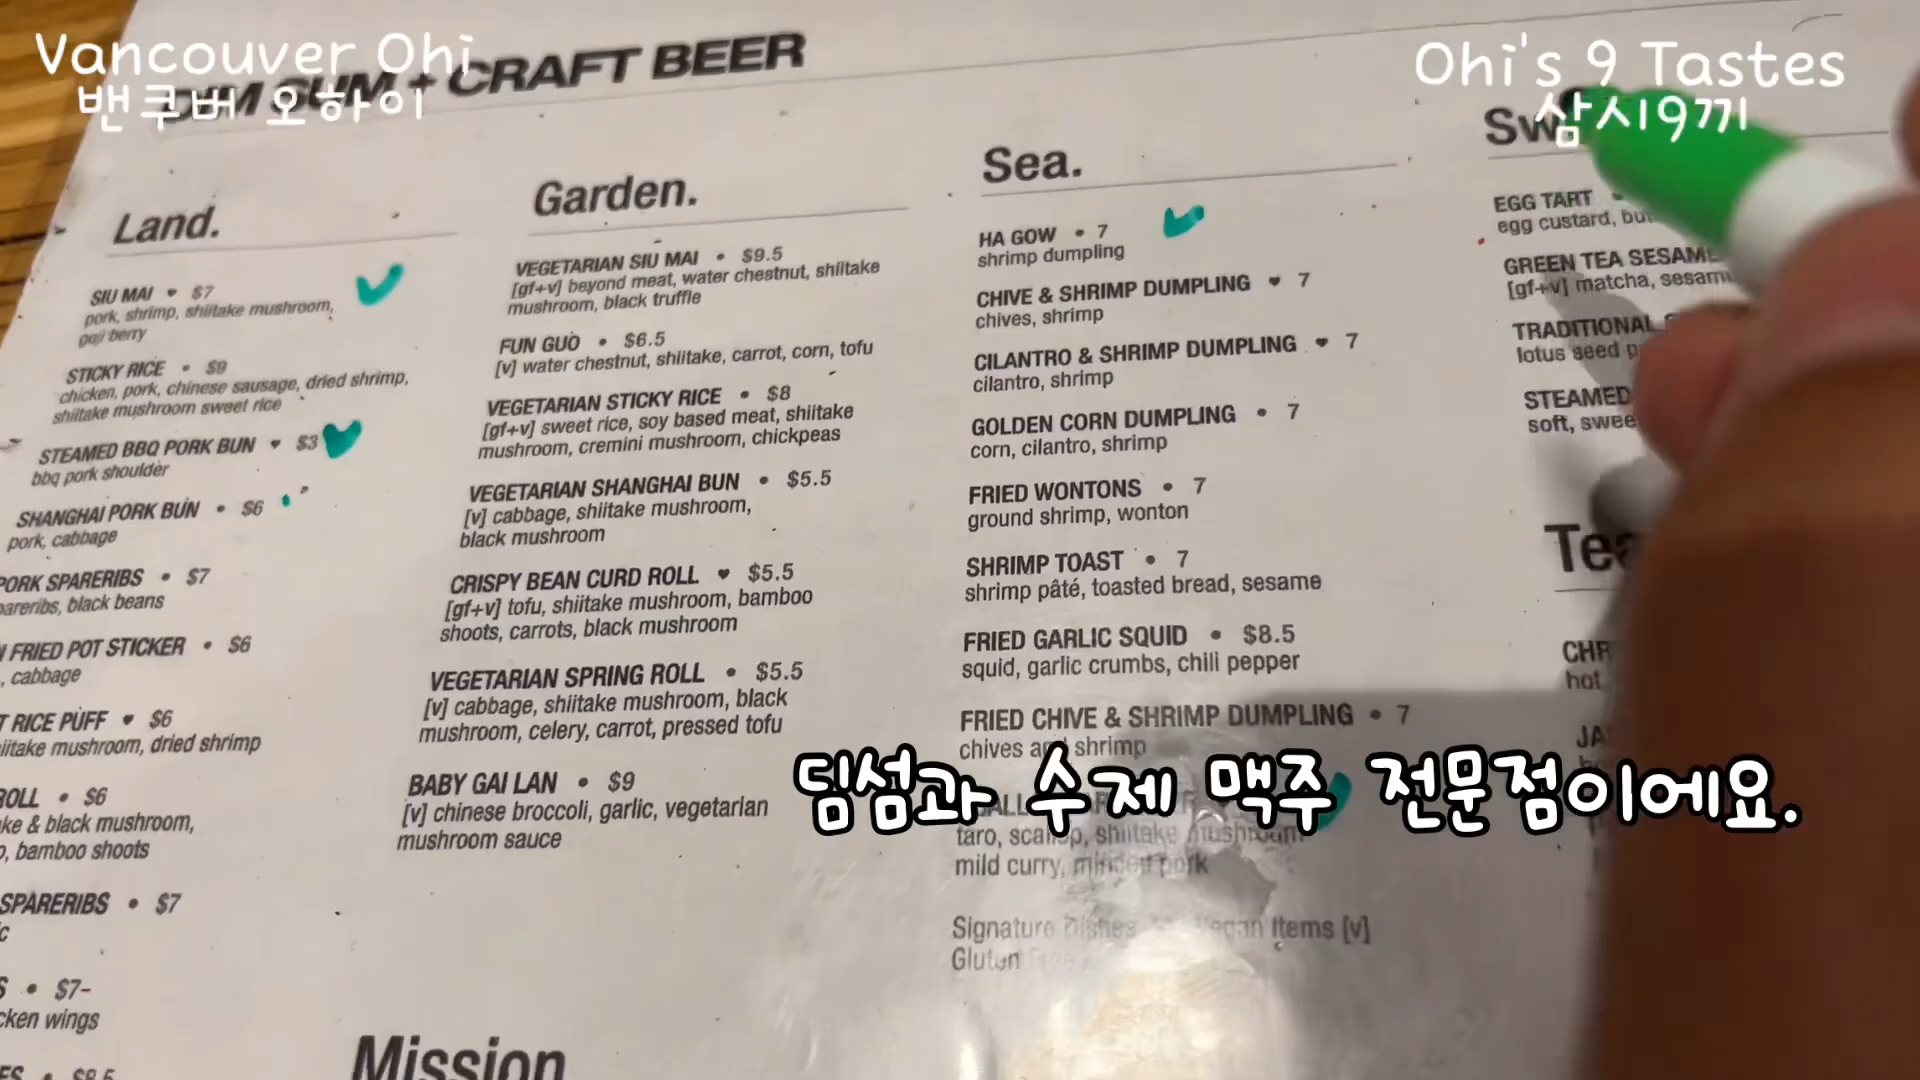 Vancouver Ohi
밴쿠버 오하이
Ohi's 9 Tastes
삼시9끼
DIM SUM + CRAFT BEER
Land.
SIU MAI ♥ $7
pork, shrimp, shiitake mushroom,
goji berry
STICKY RICE • $9
chicken, pork, chinese sausage, dried shrimp,
shiitake mushroom sweet rice
STEAMED BBQ PORK BUN ♥ $3
bbq pork shoulder
SHANGHAI PORK BUN • $6
pork, cabbage
PORK SPARERIBS • $7
black beans
FRIED POT STICKER • $6
, cabbage
RICE PUFF ♥ $6
mushroom, dried shrimp
ROLL • $6
& black mushroom,
bamboo shoots
SPARERIBS • $7
• $7-
wings
Garden.
VEGETARIAN SIU MAI • $9.5
[gf+v] beyond meat, water chestnut, shiitake
mushroom, black truffle
FUN GUO • $6.5
[v] water chestnut, shiitake, carrot, corn, tofu
VEGETARIAN STICKY RICE • $8
[gf+v] sweet rice, soy based meat, shiitake
mushroom, cremini mushroom, chickpeas
VEGETARIAN SHANGHAI BUN • $5.5
[v] cabbage, shiitake mushroom,
black mushroom
CRISPY BEAN CURD ROLL ♥ $5.5
[gf+v] tofu, shiitake mushroom, bamboo
shoots, carrots, black mushroom
VEGETARIAN SPRING ROLL • $5.5
[v] cabbage, shiitake mushroom, black
mushroom, celery, carrot, pressed tofu
BABY GAI LAN • $9
[v] chinese broccoli, garlic, vegetarian
mushroom sauce
Mission
Sea.
HA GOW • 7
shrimp dumpling
CHIVE & SHRIMP DUMPLING ♥ 7
chives, shrimp
CILANTRO & SHRIMP DUMPLING ♥ 7
cilantro, shrimp
GOLDEN CORN DUMPLING • 7
corn, cilantro, shrimp
FRIED WONTONS • 7
ground shrimp, wonton
SHRIMP TOAST • 7
shrimp pâté, toasted bread, sesame
FRIED GARLIC SQUID • $8.5
squid, garlic crumbs, chili pepper
FRIED CHIVE & SHRIMP DUMPLING • 7
chives and shrimp
taro, scallop, shiitake mushroom
mild curry, minced pork
Signature Dishes Vegan Items [v]
Gluten
EGG TART
egg custard,
GREEN TEA SESAME
[gf+v] matcha,
TRADITIONAL
lotus seed
STEAMED
soft,
딤섬과 수제 맥주 전문점이에요.